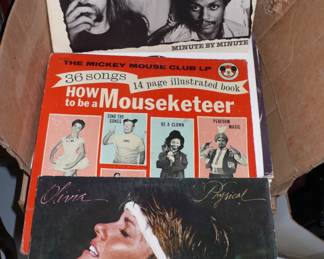 MINUTE BY MINUTE
THE MICKEY MOUSE CLUB LP
36 songs
14 page illustrated book
HOW
to be a Mouseketeer
SING THE
SONGS
BE A CLOWN
PERFORM
MAGIC
Olivia
Physical